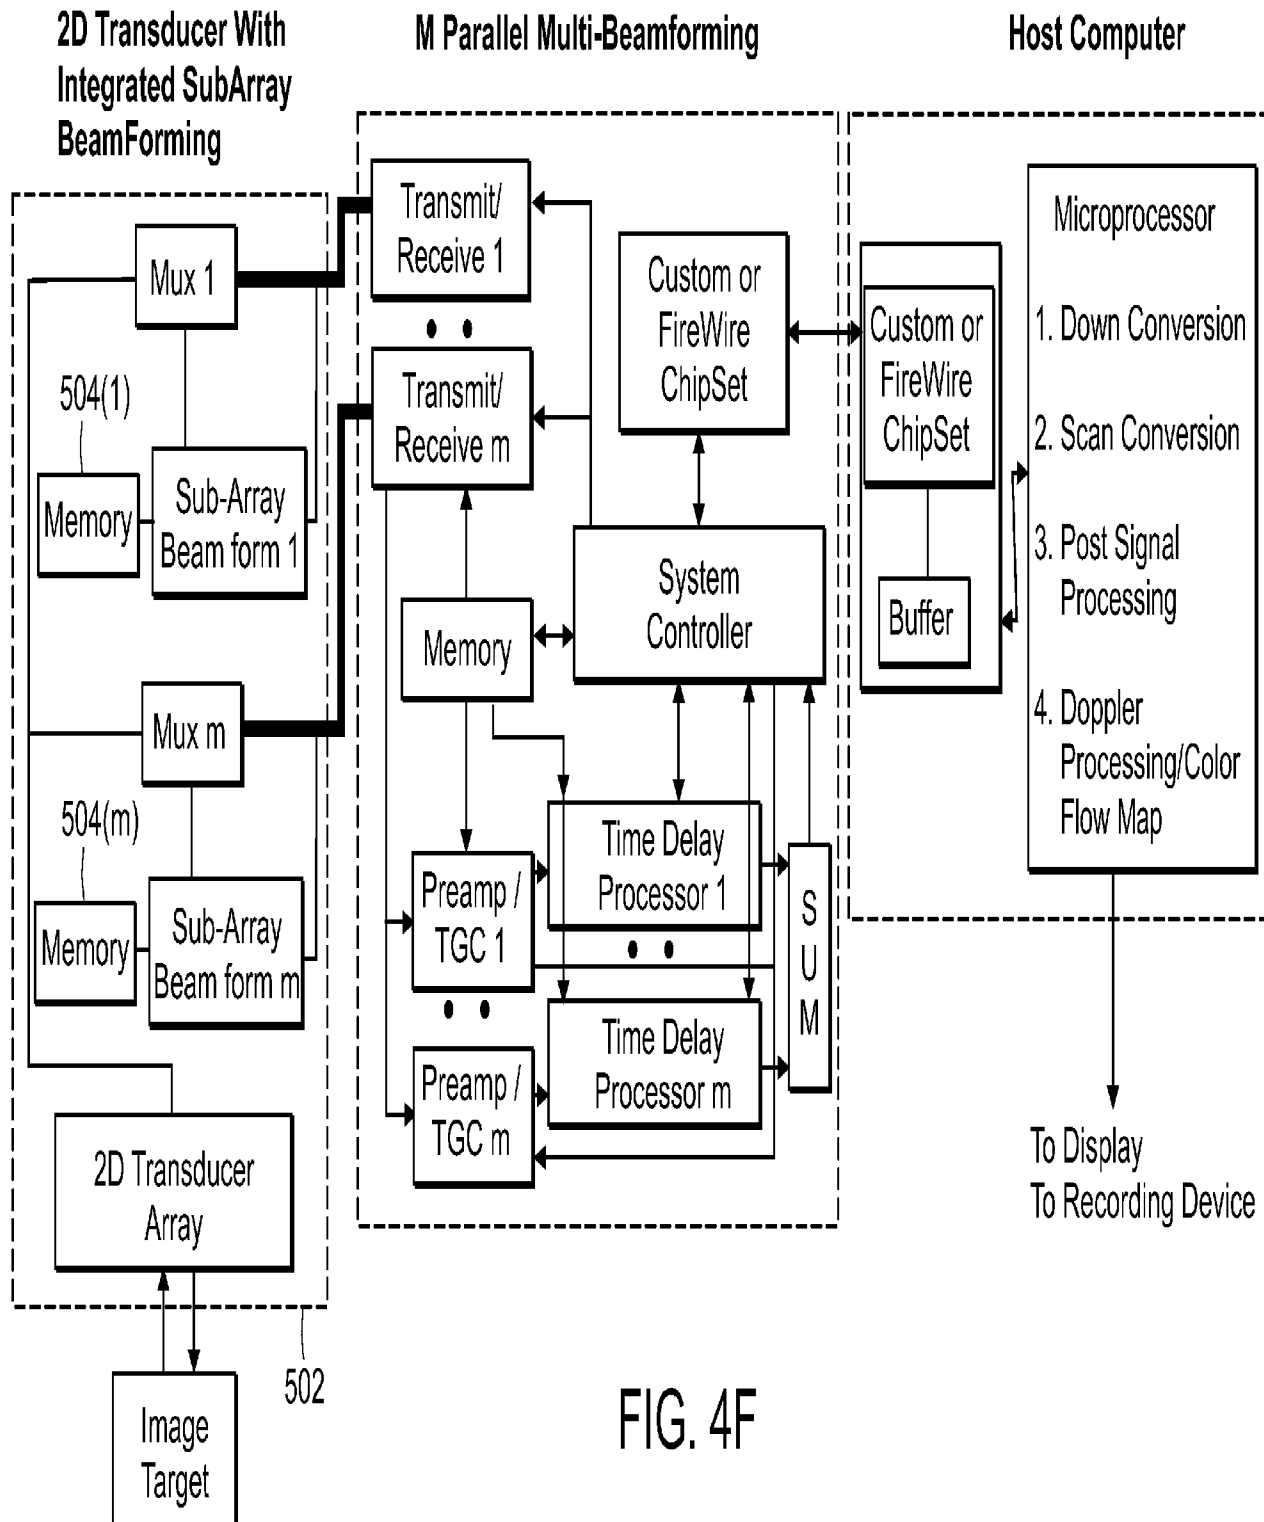 2D Transducer With
Integrated SubArray
BeamForming
M Parallel Multi-Beamforming
Host Computer
Mux 1
504(1)
Memory
Sub-Array
Beam form 1
Mux m
504(m)
Memory
Sub-Array
Beam form m
2D Transducer
Array
502
Image
Target
Transmit/
Receive 1
Transmit/
Receive m
Custom or
FireWire
ChipSet
System
Controller
Memory
Time Delay
Processor 1
Preamp /
TGC 1
Time Delay
Processor m
Preamp /
TGC m
S
U
M
Custom or
FireWire
ChipSet
Buffer
Microprocessor
1. Down Conversion
2. Scan Conversion
3. Post Signal
Processing
4. Doppler
Processing/Color
Flow Map
To Display
To Recording Device
FIG. 4F